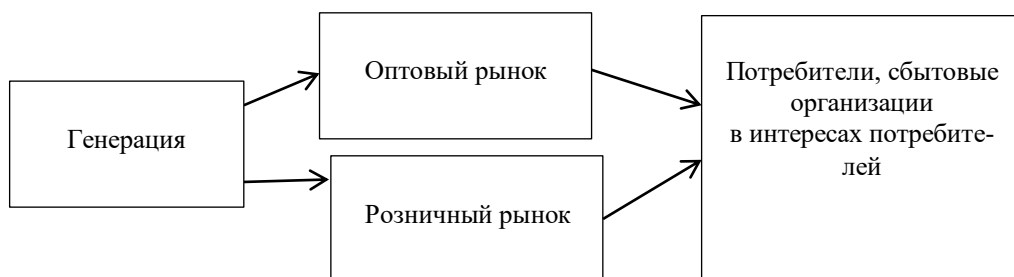 Генерация
Оптовый рынок
Розничный рынок
Потребители, сбытовые
организации
в интересах потребите-
лей